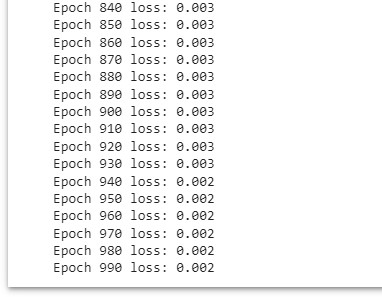 Epoch 840 loss: 0.003
Epoch 850 loss: 0.003
Epoch 860 loss: 0.003
Epoch 870 loss: 0.003
Epoch 880 loss: 0.003
Epoch 890 loss: 0.003
Epoch 900 loss: 0.003
Epoch 910 loss: 0.003
Epoch 920 loss: 0.003
Epoch 930 loss: 0.003
Epoch 940 loss: 0.002
Epoch 950 loss: 0.002
Epoch 960 loss: 0.002
Epoch 970 loss: 0.002
Epoch 980 loss: 0.002
Epoch 990 loss: 0.002